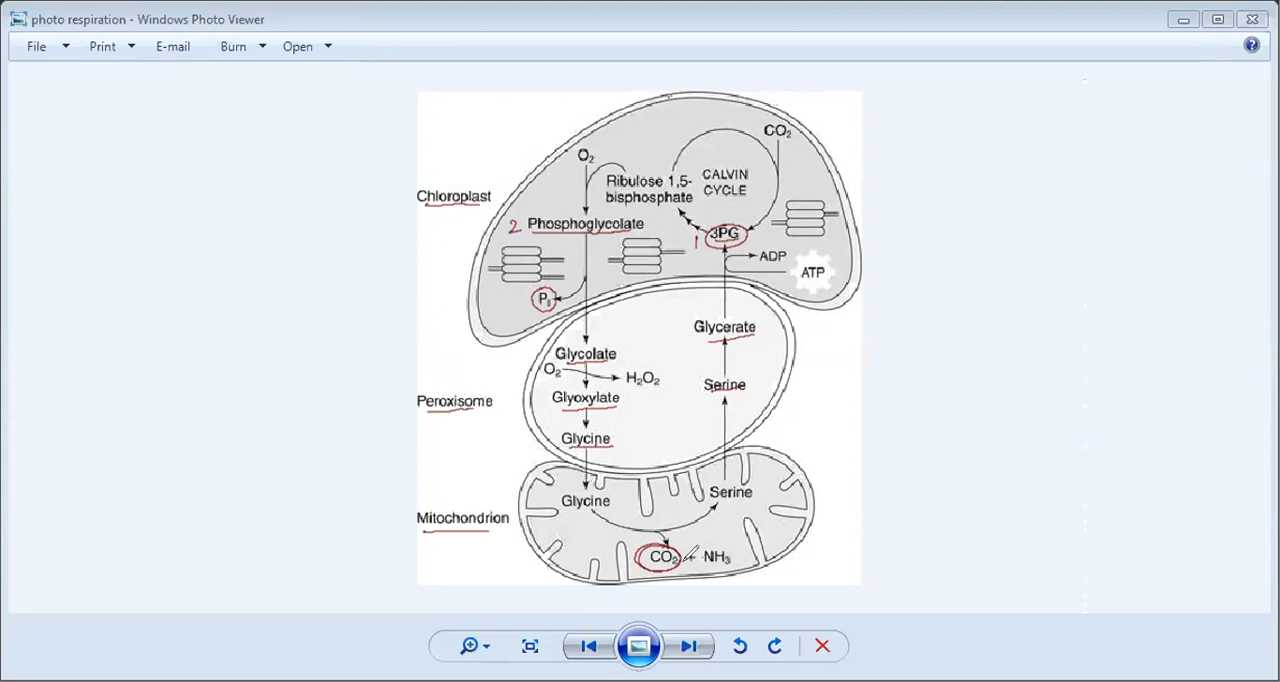 photo respiration - Windows Photo Viewer
File Print E-mail Burn Open
CO₂
O₂
Ribulose 1,5-
bisphosphate
CALVIN
CYCLE
Chloroplast
2 Phosphoglycolate
1 3PG
ADP
ATP
Pi
Glycerate
Glycolate
O₂
H₂O₂
Serine
Glyoxylate
Peroxisome
Glycine
Glycine
Serine
Mitochondrion
CO₂ + NH₃